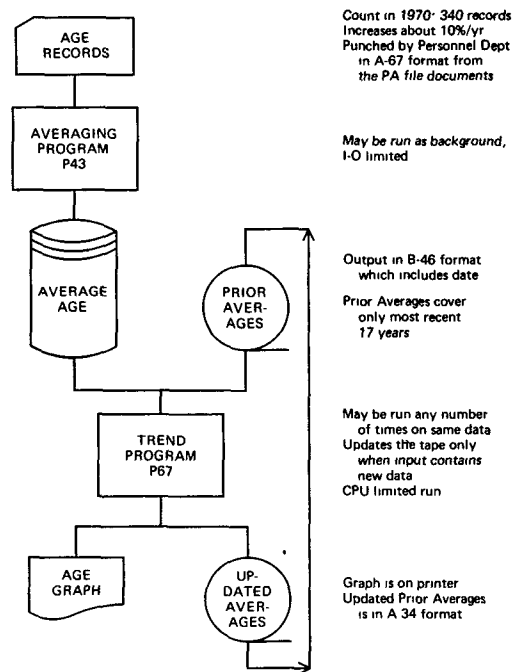 AGE
RECORDS
Count in 1970- 340 records
Increases about 10%/yr
Punched by Personnel Dept
in A-67 format from
the PA file documents
AVERAGING
PROGRAM
P43
May be run as background,
I-O limited
AVERAGE
AGE
PRIOR
AVER-
AGES
Output in B-46 format
which includes date
Prior Averages cover
only most recent
17 years
TREND
PROGRAM
P67
May be run any number
of times on same data
Updates the tape only
when input contains
new data
CPU limited run
AGE
GRAPH
UP-
DATED
AVER-
AGES
Graph is on printer
Updated Prior Averages
is in A 34 format